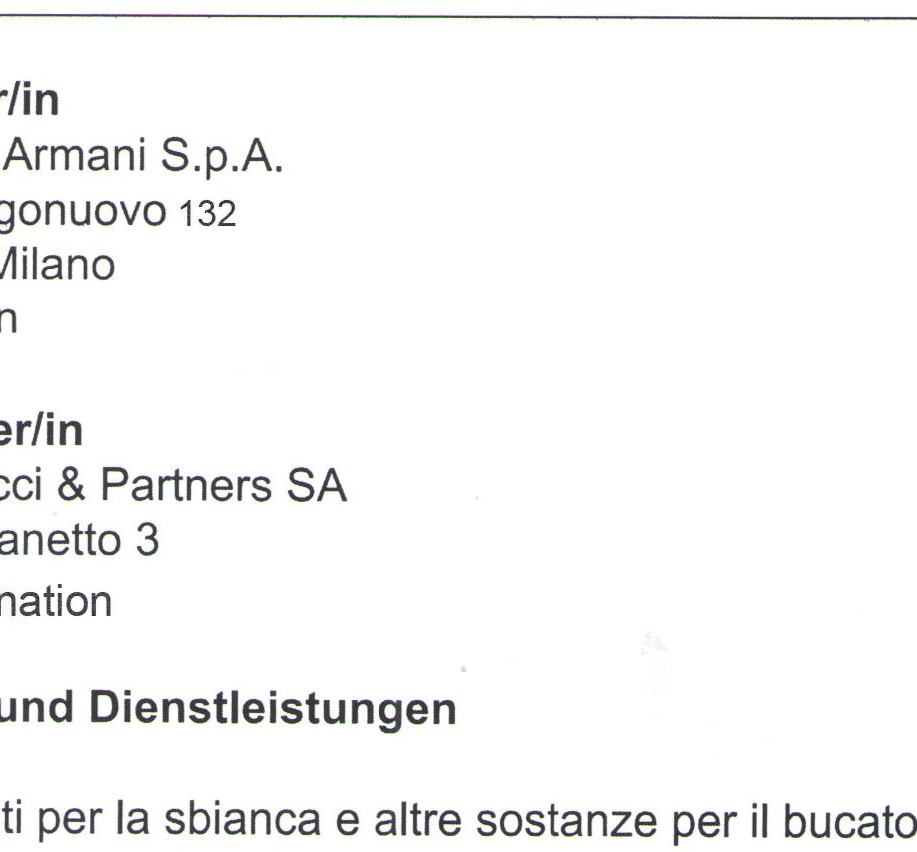 r/in
Armani S.p.A.
gonuovo 132
Milano
n
er/in
cci & Partners SA
anetto 3
nation
und Dienstleistungen
ti per la sbianca e altre sostanze per il bucato